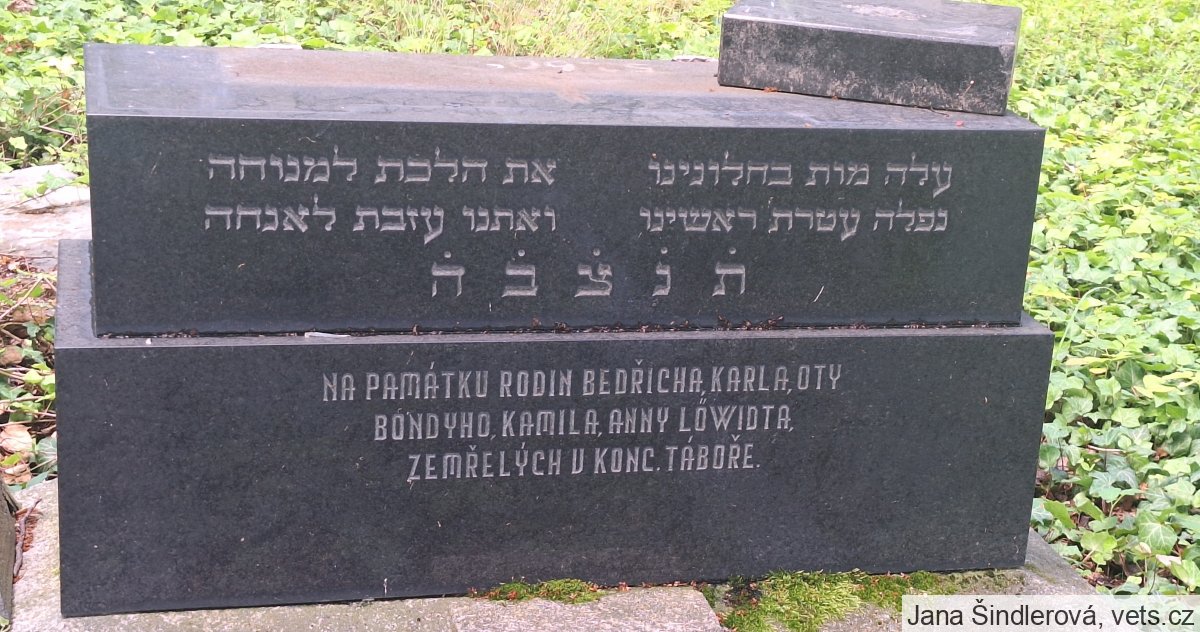 עלה מות בחלונינו את הלכת למנוחה
נפלה עטרת ראשינו ואתנו עזבת לאנחה
תׄ נׄ צׄ בׄ הׄ
NA PAMÁTKU RODIN BEDŘICHA, KARLA, OTY
BONDYHO, KAMILA, ANNY LŐWIDTA,
ZEMŘELÝCH V KONC. TÁBOŘE.
Jana Šindlerová, vets.cz